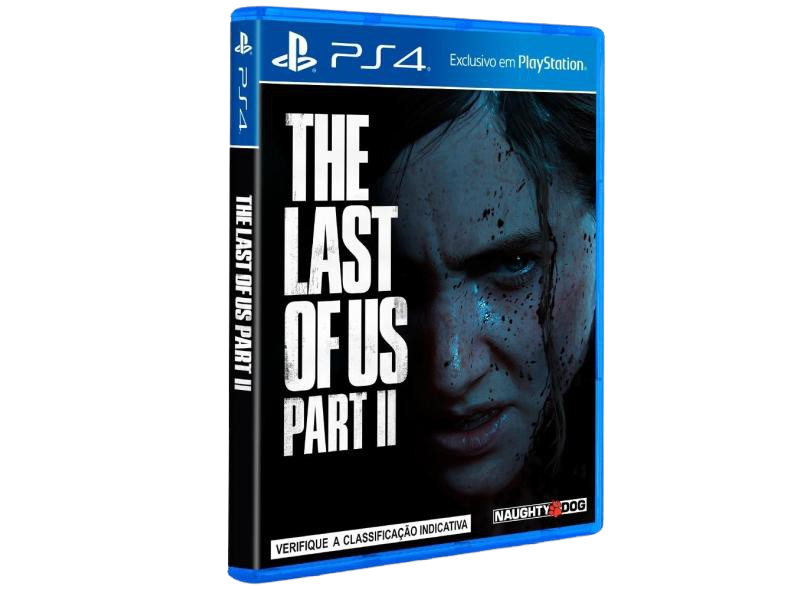 PS4
Exclusivo em PlayStation
THE
LAST
OF US
PART II
VERIFIQUE A CLASSIFICAÇÃO INDICATIVA
NAUGHTY DOG
PS4
THE LAST OF US PART II